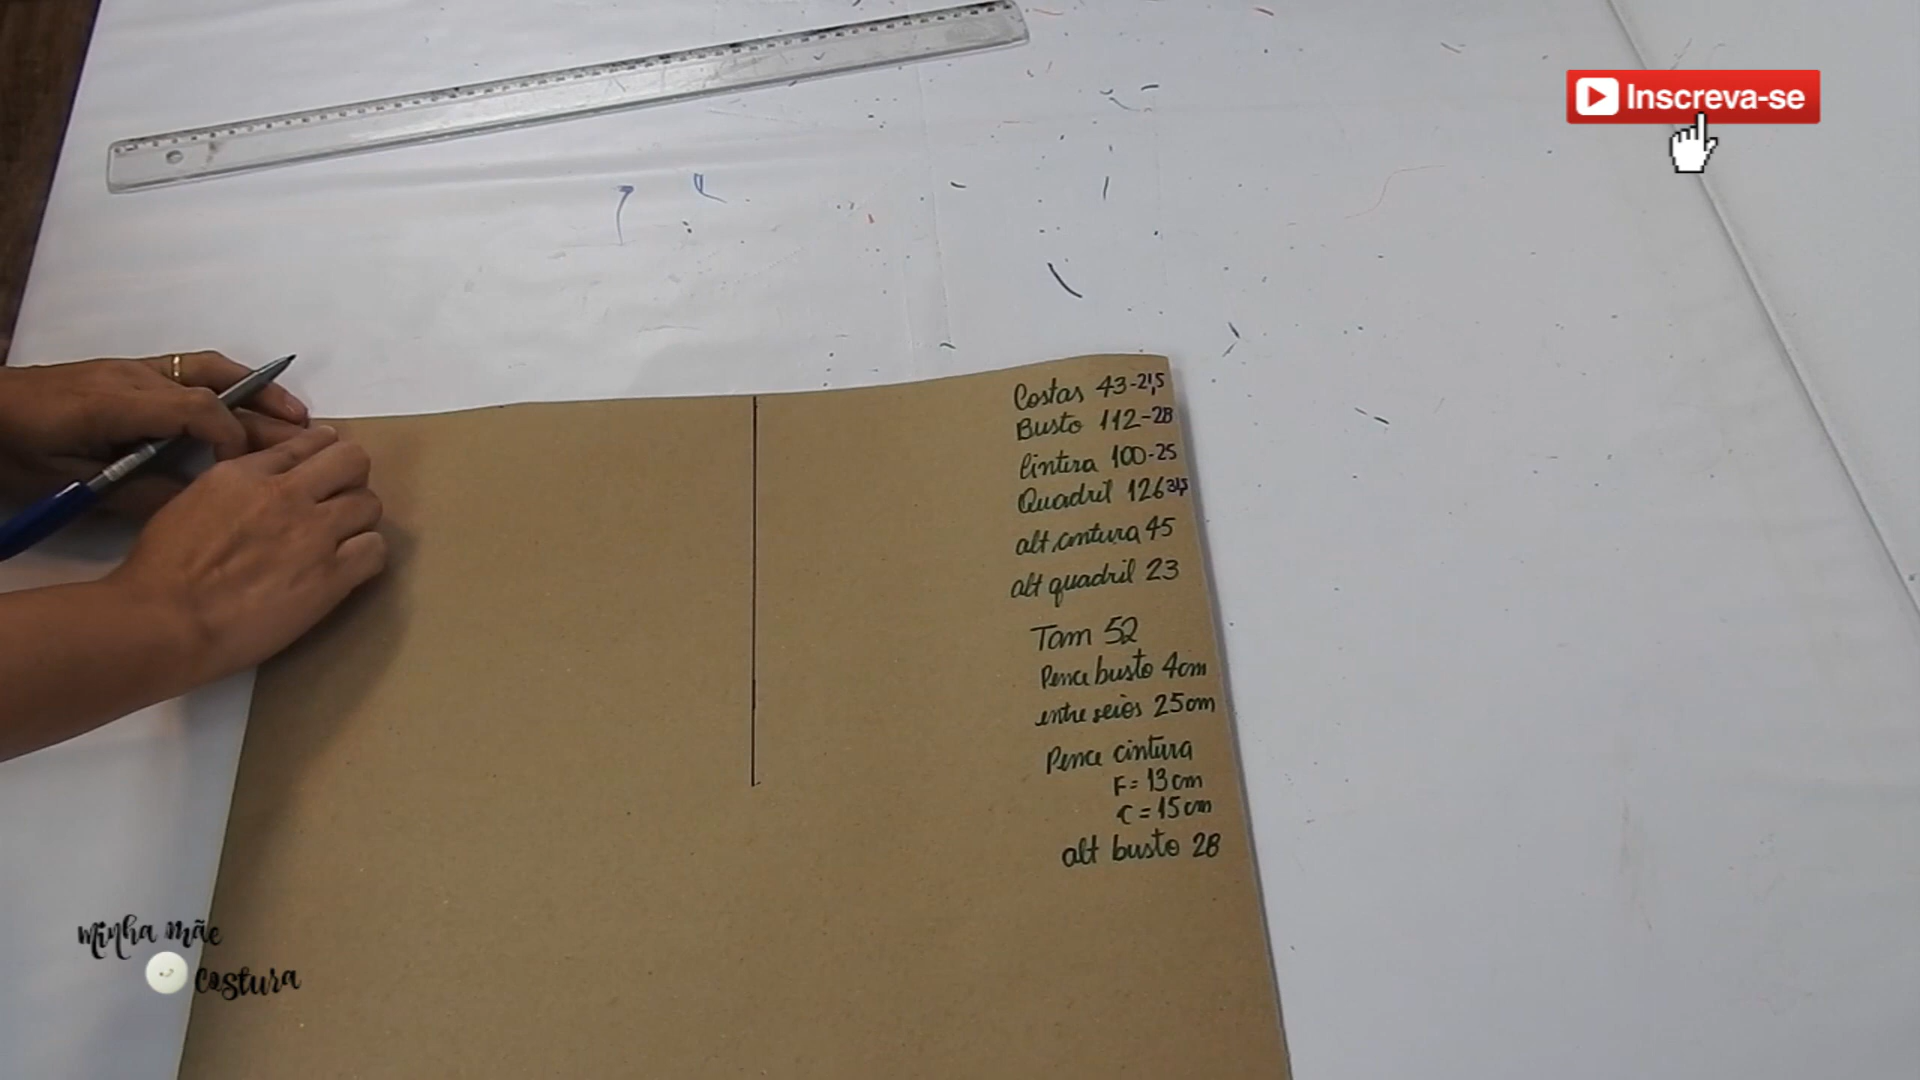 Inscreva-se
Costas 43-21,5
Busto 112-28
Cintura 100-25
Quadril 126 31,5
alt. cintura 45
alt quadril 23
Tam 52
Pence busto 4cm
entre seios 25cm
Pence cintura
F=13cm
C=15cm
alt busto 28
minha mãe
costura